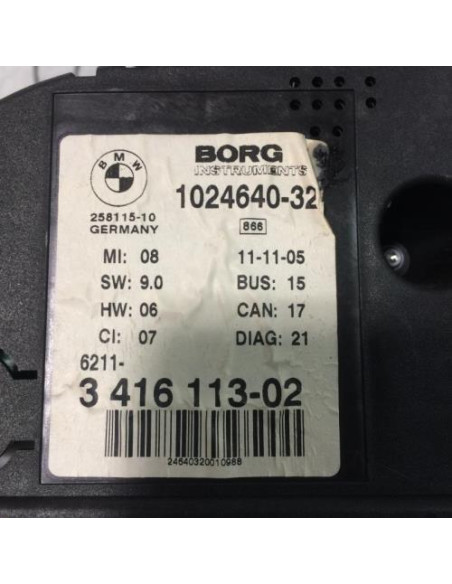 BMW
BORG
INSTRUMENTS
1024640-32
258115-10
GERMANY
866
MI: 08 11-11-05
SW: 9.0 BUS: 15
HW: 06 CAN: 17
CI: 07 DIAG: 21
6211-
3 416 113-02
24640320010988